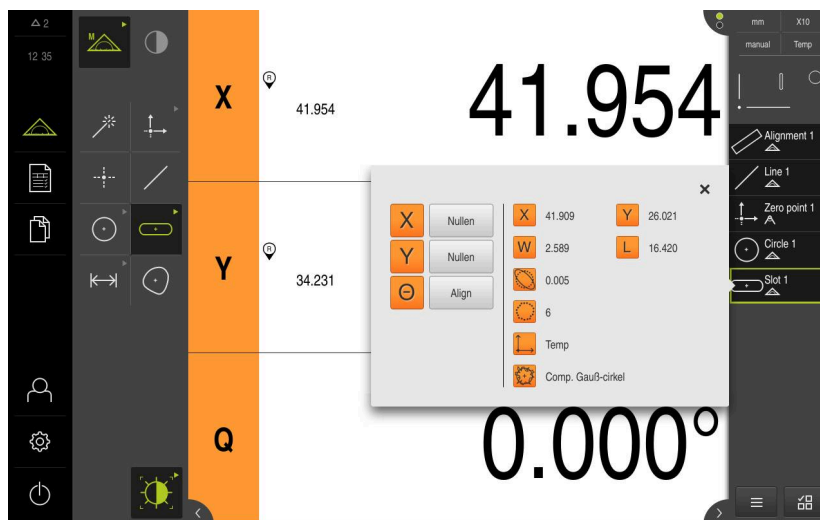 2
12 35
M
X
R
41.954
41.954
Y
R
34.231
Q
0.000°
X Nullen
Y Nullen
Θ Align
X 41.909 Y 26.021
W 2.589 L 16.420
0.005
6
Temp
Comp. Gauß-cirkel
mm X10
manual Temp
Alignment 1
Line 1
Zero point 1
Circle 1
Slot 1